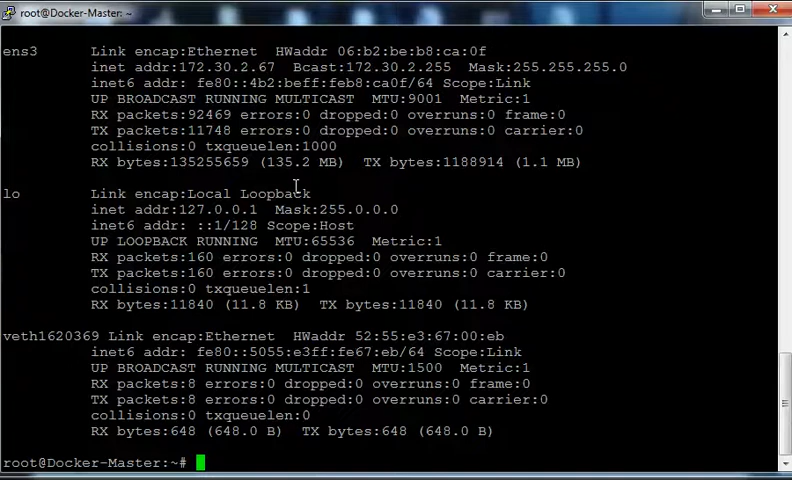 root@Docker-Master: ~
ens3      Link encap:Ethernet  HWaddr 06:b2:be:b8:ca:0f
          inet addr:172.30.2.67  Bcast:172.30.2.255  Mask:255.255.255.0
          inet6 addr: fe80::4b2:beff:feb8:ca0f/64 Scope:Link
          UP BROADCAST RUNNING MULTICAST  MTU:9001  Metric:1
          RX packets:92469 errors:0 dropped:0 overruns:0 frame:0
          TX packets:11748 errors:0 dropped:0 overruns:0 carrier:0
          collisions:0 txqueuelen:1000
          RX bytes:135255659 (135.2 MB)  TX bytes:1188914 (1.1 MB)
lo        Link encap:Local Loopback
          inet addr:127.0.0.1  Mask:255.0.0.0
          inet6 addr: ::1/128 Scope:Host
          UP LOOPBACK RUNNING  MTU:65536  Metric:1
          RX packets:160 errors:0 dropped:0 overruns:0 frame:0
          TX packets:160 errors:0 dropped:0 overruns:0 carrier:0
          collisions:0 txqueuelen:1
          RX bytes:11840 (11.8 KB)  TX bytes:11840 (11.8 KB)
veth1620369 Link encap:Ethernet  HWaddr 52:55:e3:67:00:eb
          inet6 addr: fe80::5055:e3ff:fe67:eb/64 Scope:Link
          UP BROADCAST RUNNING MULTICAST  MTU:1500  Metric:1
          RX packets:8 errors:0 dropped:0 overruns:0 frame:0
          TX packets:8 errors:0 dropped:0 overruns:0 carrier:0
          collisions:0 txqueuelen:0
          RX bytes:648 (648.0 B)  TX bytes:648 (648.0 B)
root@Docker-Master:~#